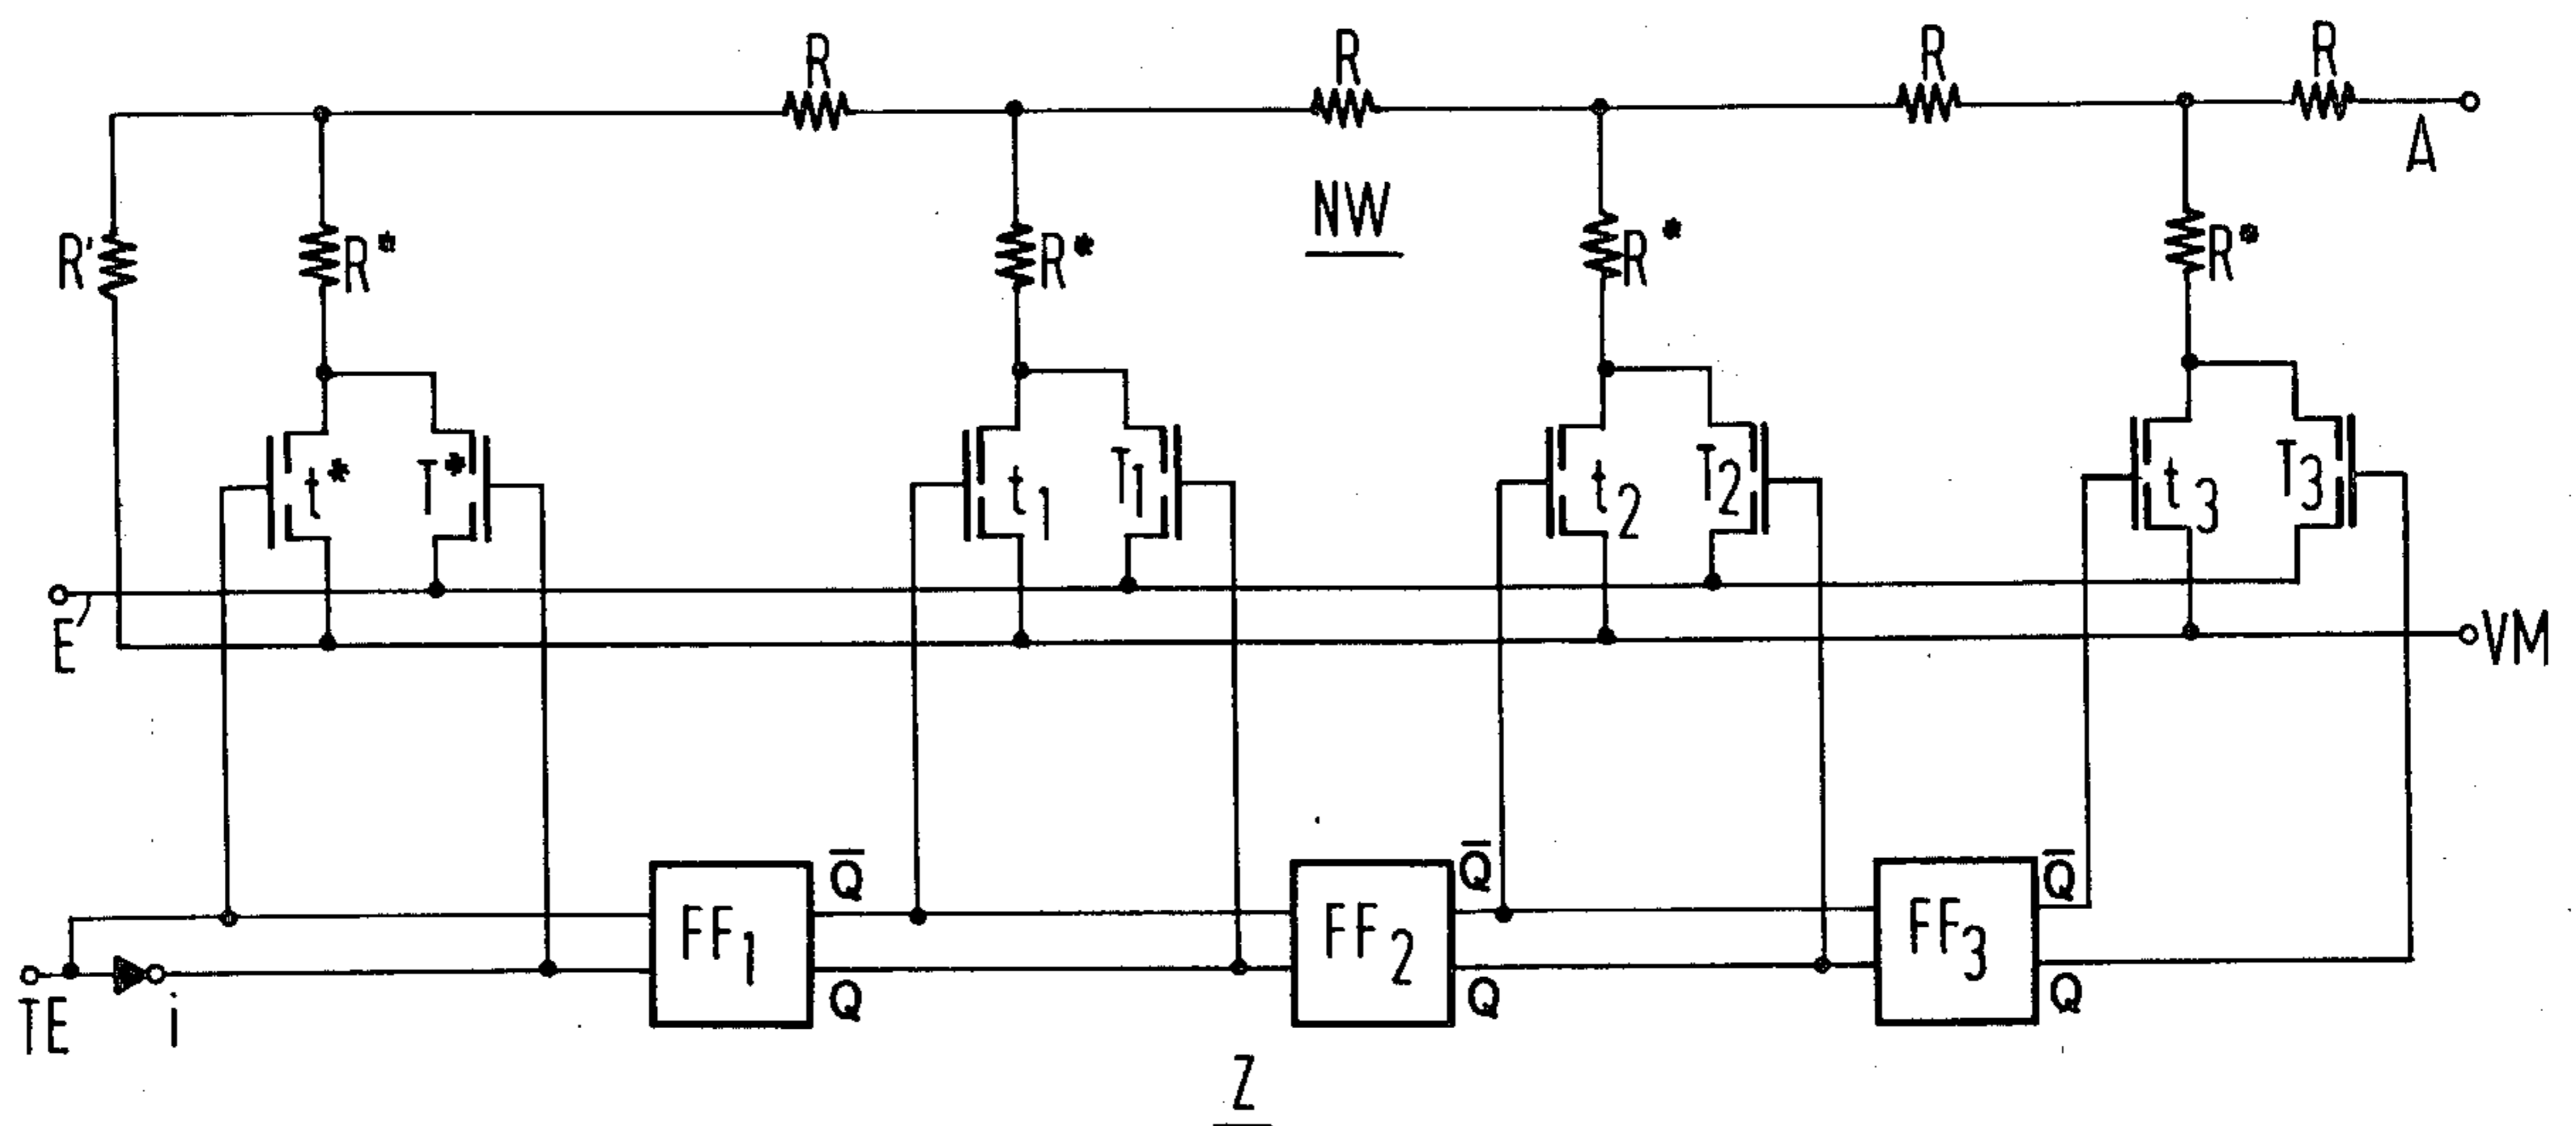 R R R R
A
NW
R' R* R* R* R*
t* T* t1 T1 t2 T2 t3 T3
E
VM
Q̅ Q̅ Q̅
FF1 FF2 FF3
Q Q Q
TE i
Z